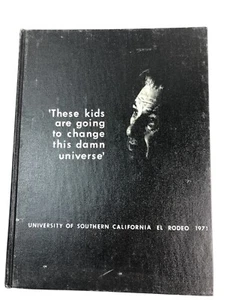 'These kids
are going
to change
this damn
universe'
UNIVERSITY OF SOUTHERN CALIFORNIA EL RODEO 1971